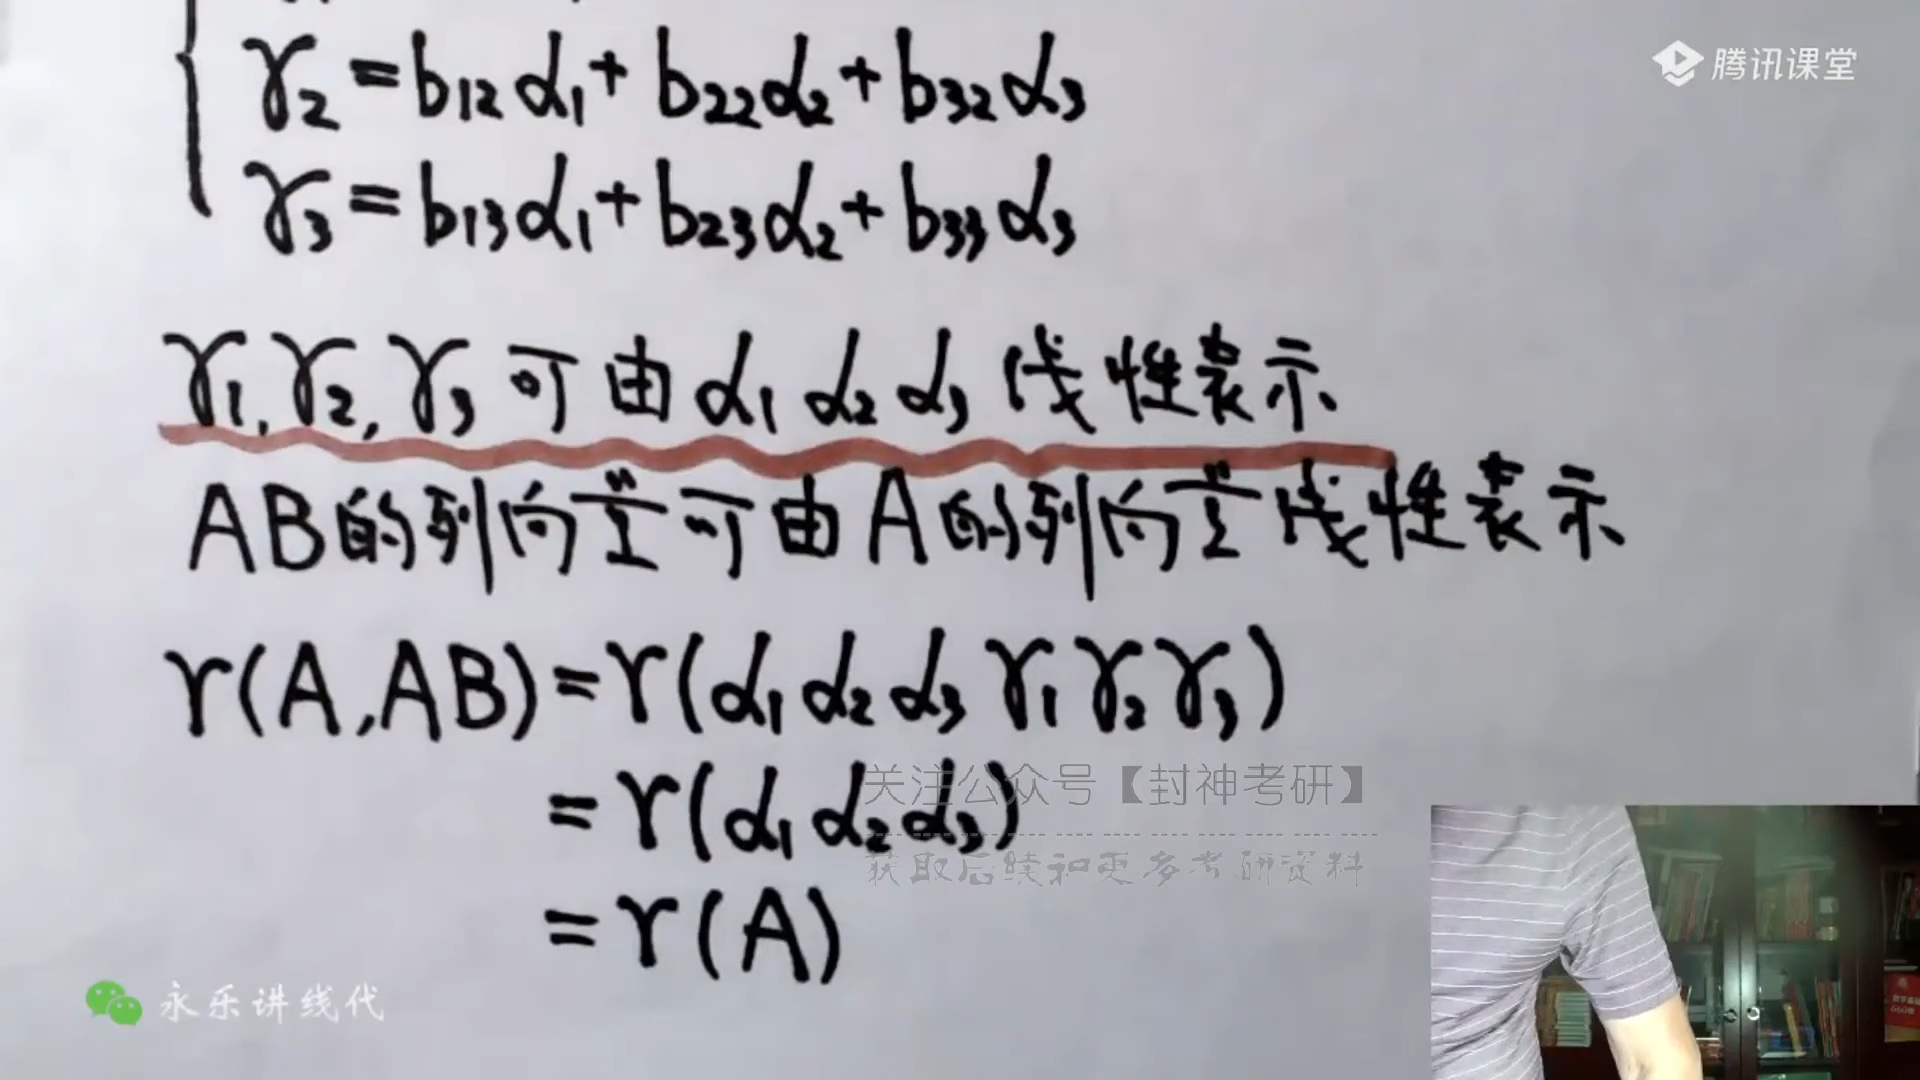 腾讯课堂
γ₂ = b₁₂α₁ + b₂₂α₂ + b₃₂α₃
γ₃ = b₁₃α₁ + b₂₃α₂ + b₃₃α₃
γ₁, γ₂, γ₃ 可由 α₁ α₂ α₃ 线性表示
AB的列向量可由A的列向量线性表示
r(A, AB) = r(α₁ α₂ α₃ γ₁ γ₂ γ₃)
= r(α₁ α₂ α₃)
关注公众号【封神考研】
获取后续和更多考研资料
= r(A)
永乐讲线代